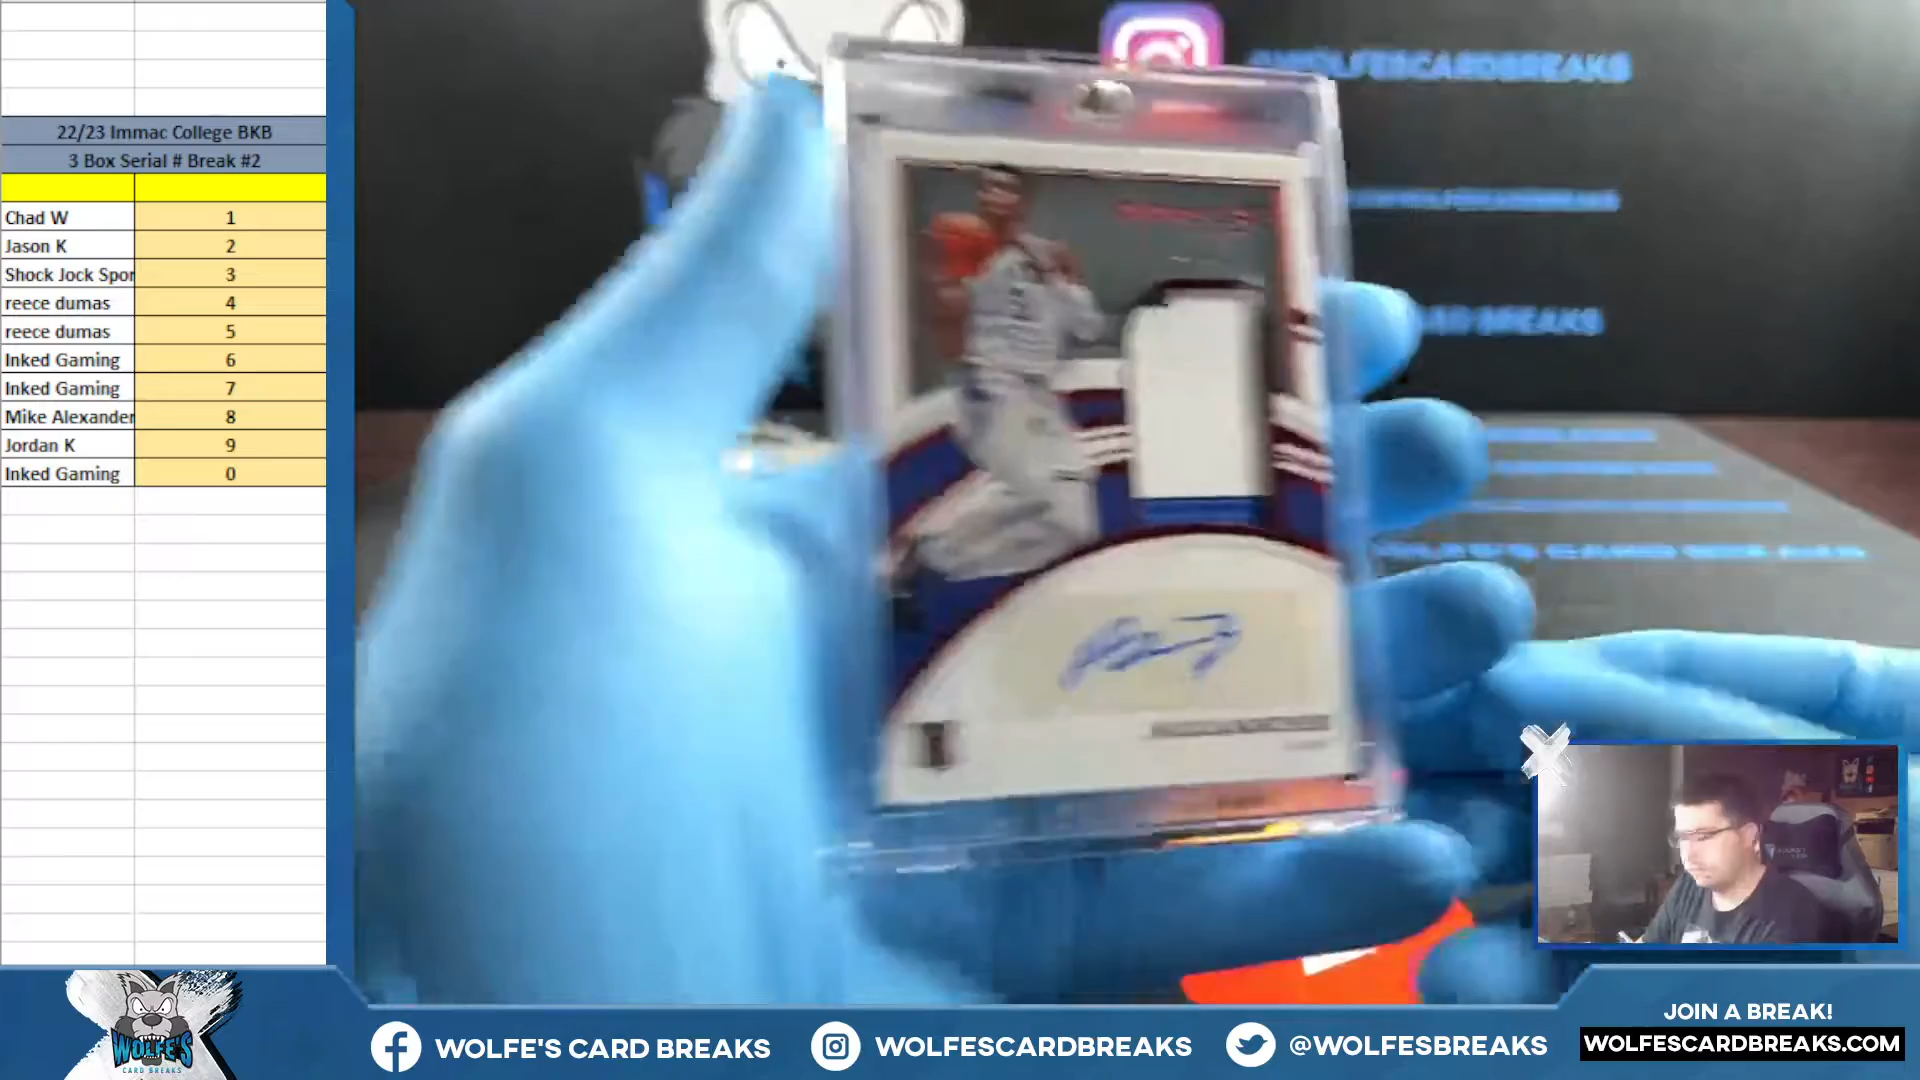 22/23 Immac College BKB
3 Box Serial # Break #2
Chad W 1
Jason K 2
Shock Jock Spor 3
reece dumas 4
reece dumas 5
Inked Gaming 6
Inked Gaming 7
Mike Alexander 8
Jordan K 9
Inked Gaming 0
@WOLFESCARDBREAKS
BREAKS
WOLFE'S
CARD BREAKS
WOLFE'S CARD BREAKS
WOLFESCARDBREAKS
@WOLFESBREAKS
JOIN A BREAK!
WOLFESCARDBREAKS.COM